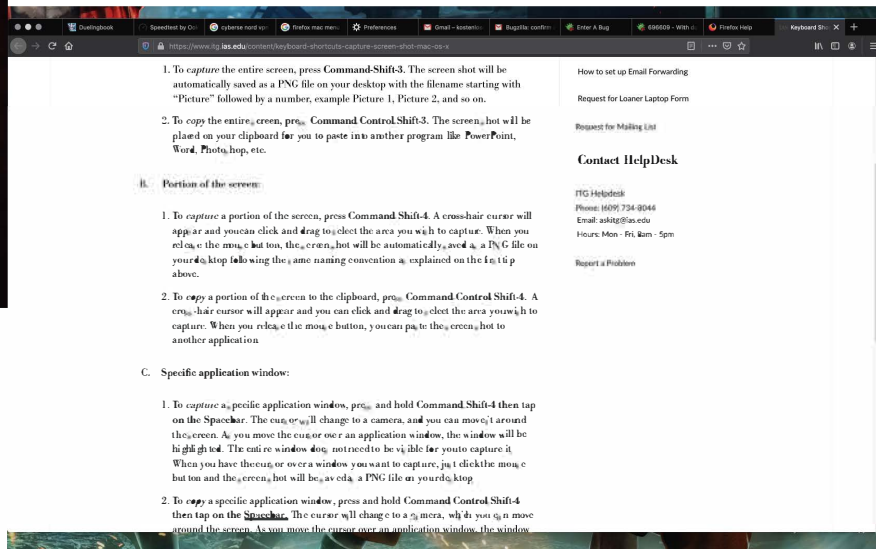 Duelingbook
Speedtest by Oo
cyberse nord vpn
firefox mac menu
Preferences
Gmail – kostenlos
Bugzilla: confirm
Enter A Bug
696609 - With d
Firefox Help
Keyboard Sho
https://www.itg.ias.edu/content/keyboard-shortcuts-capture-screen-shot-mac-os-x
1. To capture the entire screen, press Command-Shift-3. The screen shot will be
automatically saved as a PNG file on your desktop with the filename starting with
“Picture” followed by a number, example Picture 1, Picture 2, and so on.
2. To copy the entire screen, press Command-Control-Shift-3. The screen shot will be
placed on your clipboard for you to paste into another program like PowerPoint,
Word, Photoshop, etc.
B. Portion of the screen:
1. To capture a portion of the screen, press Command-Shift-4. A cross-hair cursor will
appear and you can click and drag to select the area you wish to capture. When you
release the mouse button, the screen shot will be automatically saved as a PNG file on
your desktop following the same naming convention as explained on the first tip
above.
2. To copy a portion of the screen to the clipboard, press Command-Control-Shift-4. A
cross-hair cursor will appear and you can click and drag to select the area you wish to
capture. When you release the mouse button, you can paste the screen shot to
another application
C. Specific application window:
1. To capture a specific application window, press and hold Command-Shift-4 then tap
on the Spacebar. The cursor will change to a camera, and you can move it around
the screen. As you move the cursor over an application window, the window will be
highlighted. The entire window does not need to be visible for you to capture it.
When you have the cursor over a window you want to capture, just click the mouse
button and the screen shot will be saved as a PNG file on your desktop
2. To copy a specific application window, press and hold Command-Control-Shift-4
then tap on the Spacebar. The cursor will change to a camera, which you can move
around the screen. As you move the cursor over an application window, the window
How to set up Email Forwarding
Request for Loaner Laptop Form
Request for Mailing List
Contact HelpDesk
ITG Helpdesk
Phone: (609) 734-8044
Email: askitg@ias.edu
Hours: Mon - Fri, 8am - 5pm
Report a Problem